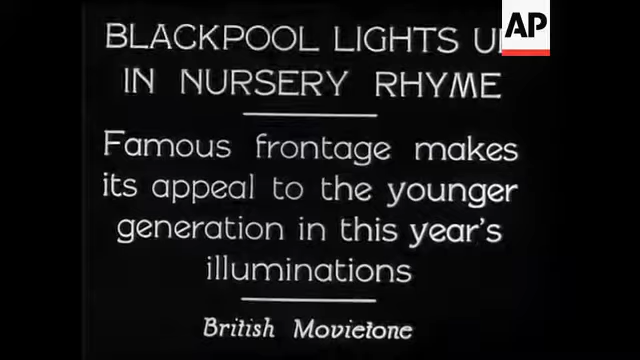 AP
BLACKPOOL LIGHTS U
IN NURSERY RHYME
Famous frontage makes
its appeal to the younger
generation in this year's
illuminations
British Movietone